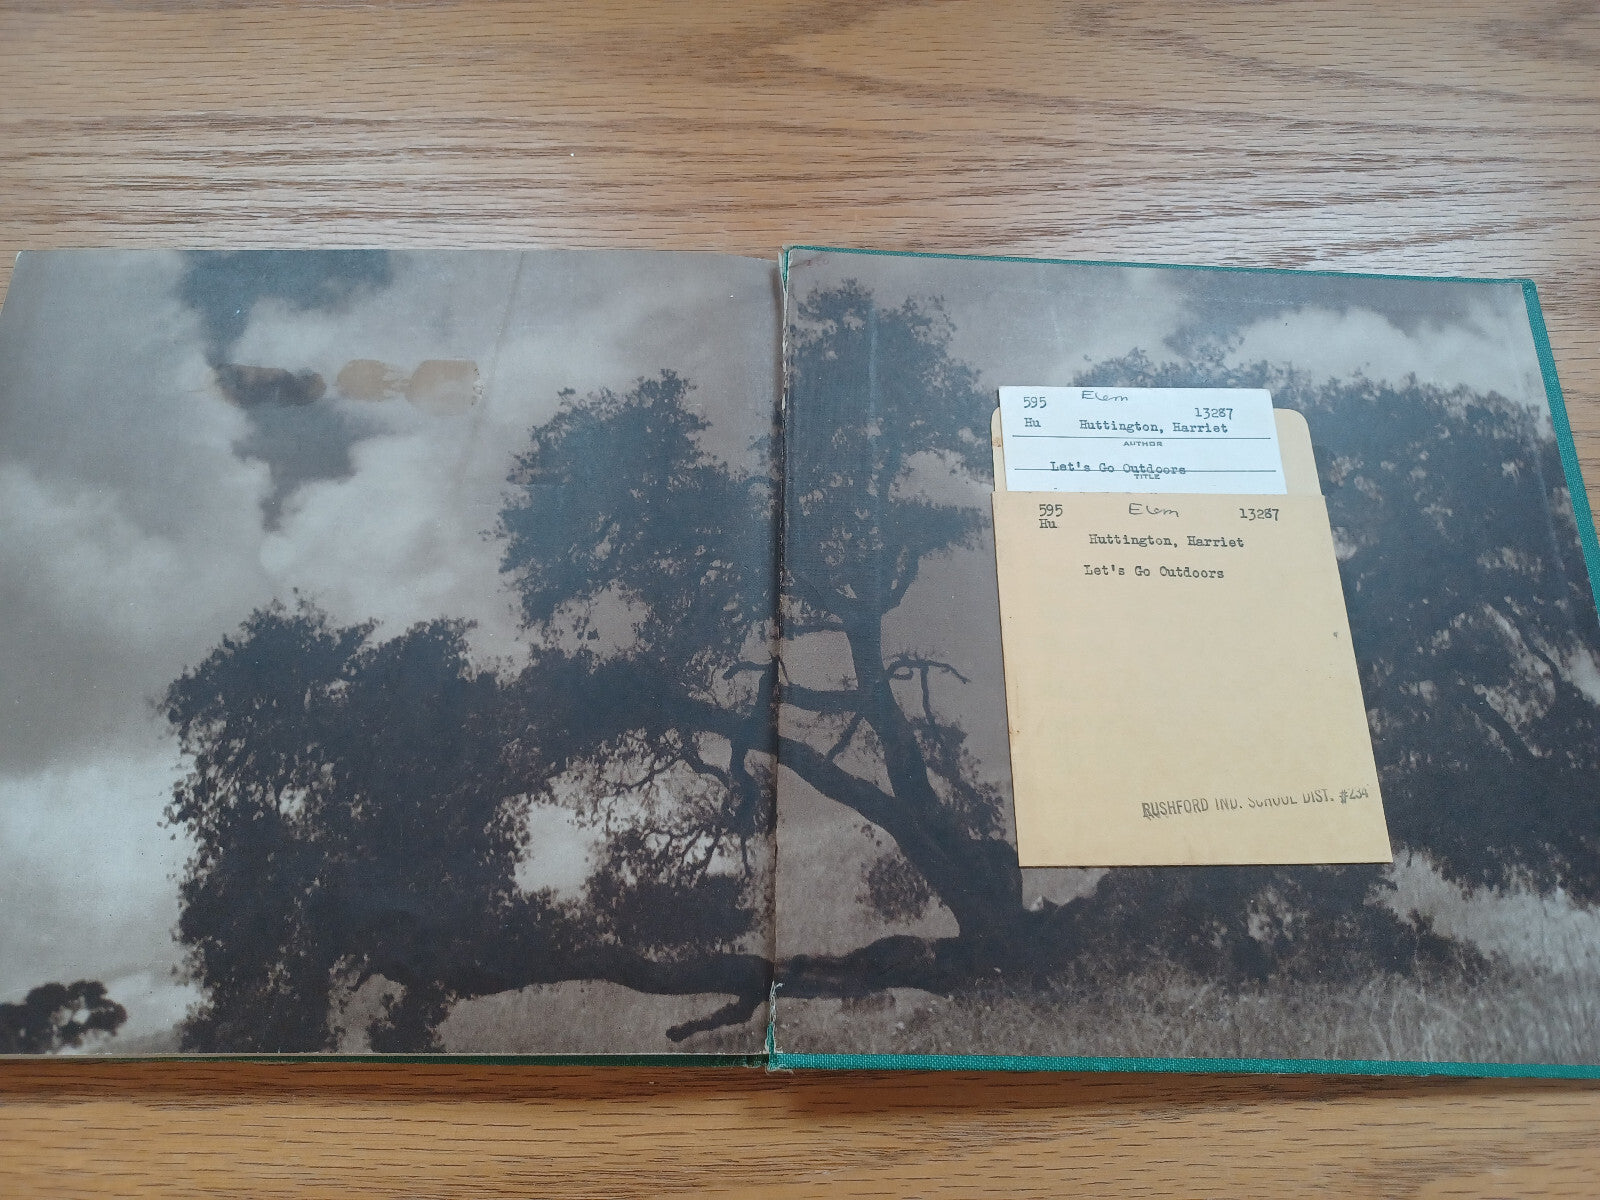 595 Elem 13287
Hu Huttington, Harriet
AUTHOR
Let's Go Outdoors
TITLE
595 Elem 13287
Hu
Huttington, Harriet
Let's Go Outdoors
RUSHFORD IND. SCHOOL DIST. #234